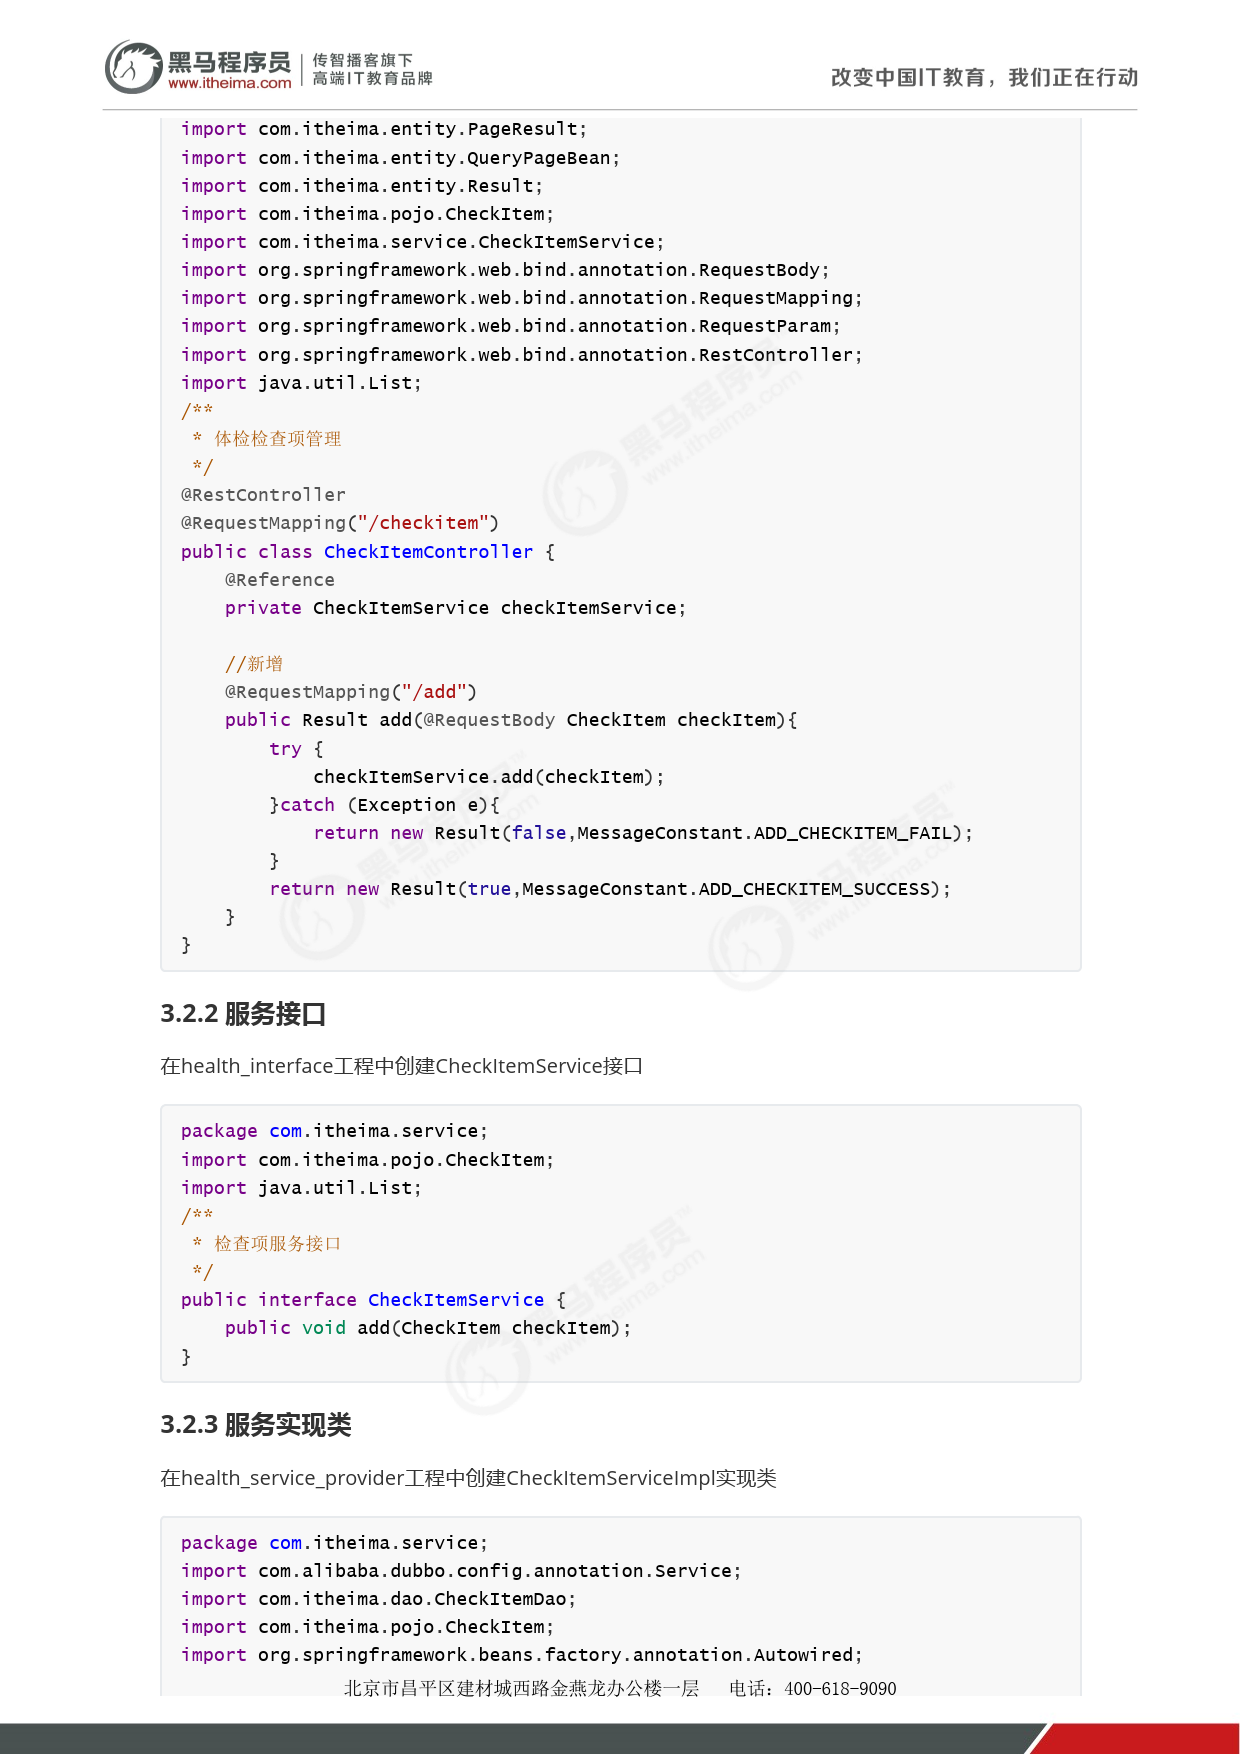 黑马程序员 传智播客旗下
www.itheima.com 高端IT教育品牌
改变中国IT教育，我们正在行动
import com.itheima.entity.PageResult;
import com.itheima.entity.QueryPageBean;
import com.itheima.entity.Result;
import com.itheima.pojo.CheckItem;
import com.itheima.service.CheckItemService;
import org.springframework.web.bind.annotation.RequestBody;
import org.springframework.web.bind.annotation.RequestMapping;
import org.springframework.web.bind.annotation.RequestParam;
import org.springframework.web.bind.annotation.RestController;
import java.util.List;
/**
 * 体检检查项管理
 */
@RestController
@RequestMapping("/checkitem")
public class CheckItemController {
    @Reference
    private CheckItemService checkItemService;

    //新增
    @RequestMapping("/add")
    public Result add(@RequestBody CheckItem checkItem){
        try {
            checkItemService.add(checkItem);
        }catch (Exception e){
            return new Result(false,MessageConstant.ADD_CHECKITEM_FAIL);
        }
        return new Result(true,MessageConstant.ADD_CHECKITEM_SUCCESS);
    }
}
3.2.2 服务接口
在health_interface工程中创建CheckItemService接口
package com.itheima.service;
import com.itheima.pojo.CheckItem;
import java.util.List;
/**
 * 检查项服务接口
 */
public interface CheckItemService {
    public void add(CheckItem checkItem);
}
3.2.3 服务实现类
在health_service_provider工程中创建CheckItemServiceImpl实现类
package com.itheima.service;
import com.alibaba.dubbo.config.annotation.Service;
import com.itheima.dao.CheckItemDao;
import com.itheima.pojo.CheckItem;
import org.springframework.beans.factory.annotation.Autowired;
北京市昌平区建材城西路金燕龙办公楼一层 电话：400-618-9090